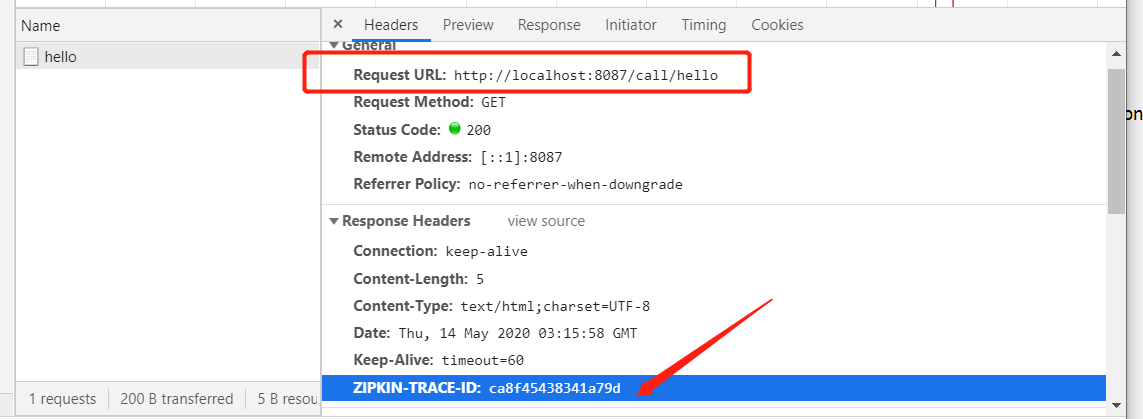 Name
hello
1 requests 200 B transferred 5 B resou
× Headers Preview Response Initiator Timing Cookies
General
Request URL: http://localhost:8087/call/hello
Request Method: GET
Status Code: 200
Remote Address: [::1]:8087
Referrer Policy: no-referrer-when-downgrade
Response Headers view source
Connection: keep-alive
Content-Length: 5
Content-Type: text/html;charset=UTF-8
Date: Thu, 14 May 2020 03:15:58 GMT
Keep-Alive: timeout=60
ZIPKIN-TRACE-ID: ca8f45438341a79d
on